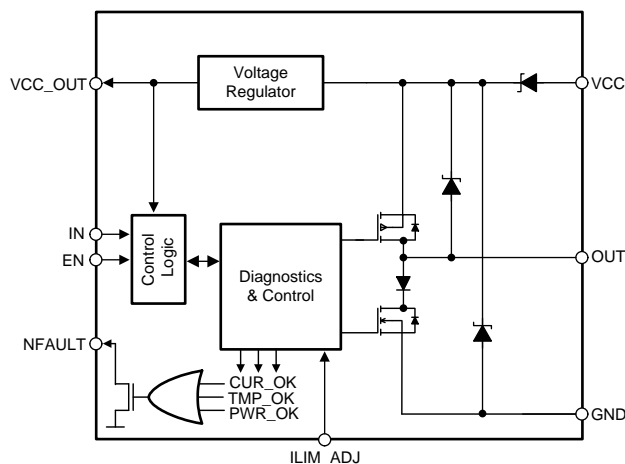 VCC_OUT
Voltage
Regulator
VCC
IN
EN
Control
Logic
Diagnostics
& Control
OUT
NFAULT
CUR_OK
TMP_OK
PWR_OK
GND
ILIM_ADJ